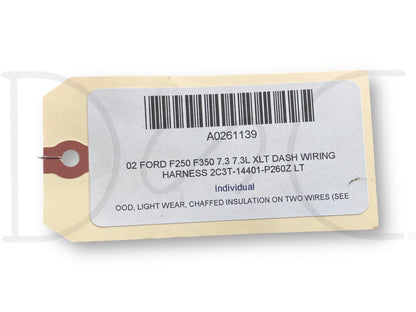 A0261139
02 FORD F250 F350 7.3 7.3L XLT DASH WIRING
HARNESS 2C3T-14401-P260Z LT
Individual
OOD, LIGHT WEAR, CHAFFED INSULATION ON TWO WIRES (SEE